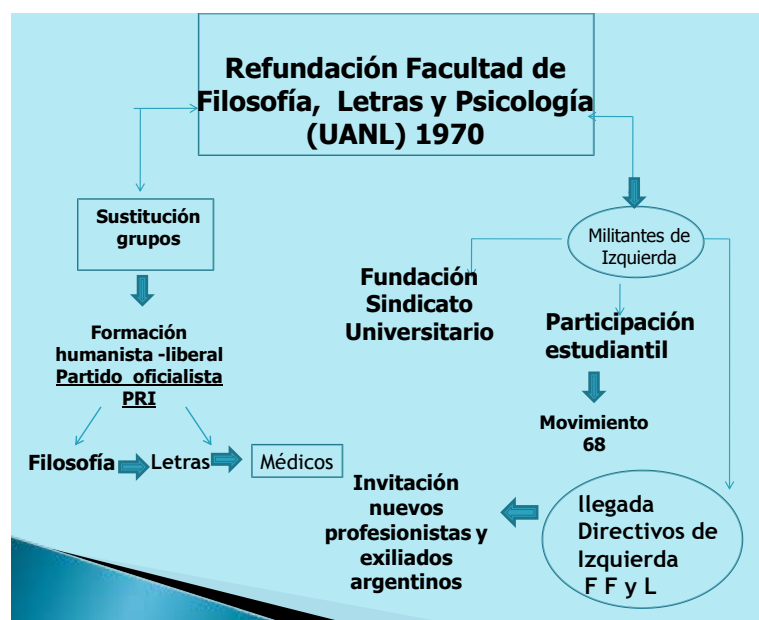 Refundación Facultad de
Filosofía, Letras y Psicología
(UANL) 1970
Sustitución
grupos
Formación
humanista -liberal
Partido oficialista
PRI
Filosofía
Letras
Médicos
Militantes de
Izquierda
Fundación
Sindicato
Universitario
Participación
estudiantil
Movimiento
68
llegada
Directivos de
Izquierda
F F y L
Invitación
nuevos
profesionistas y
exiliados
argentinos